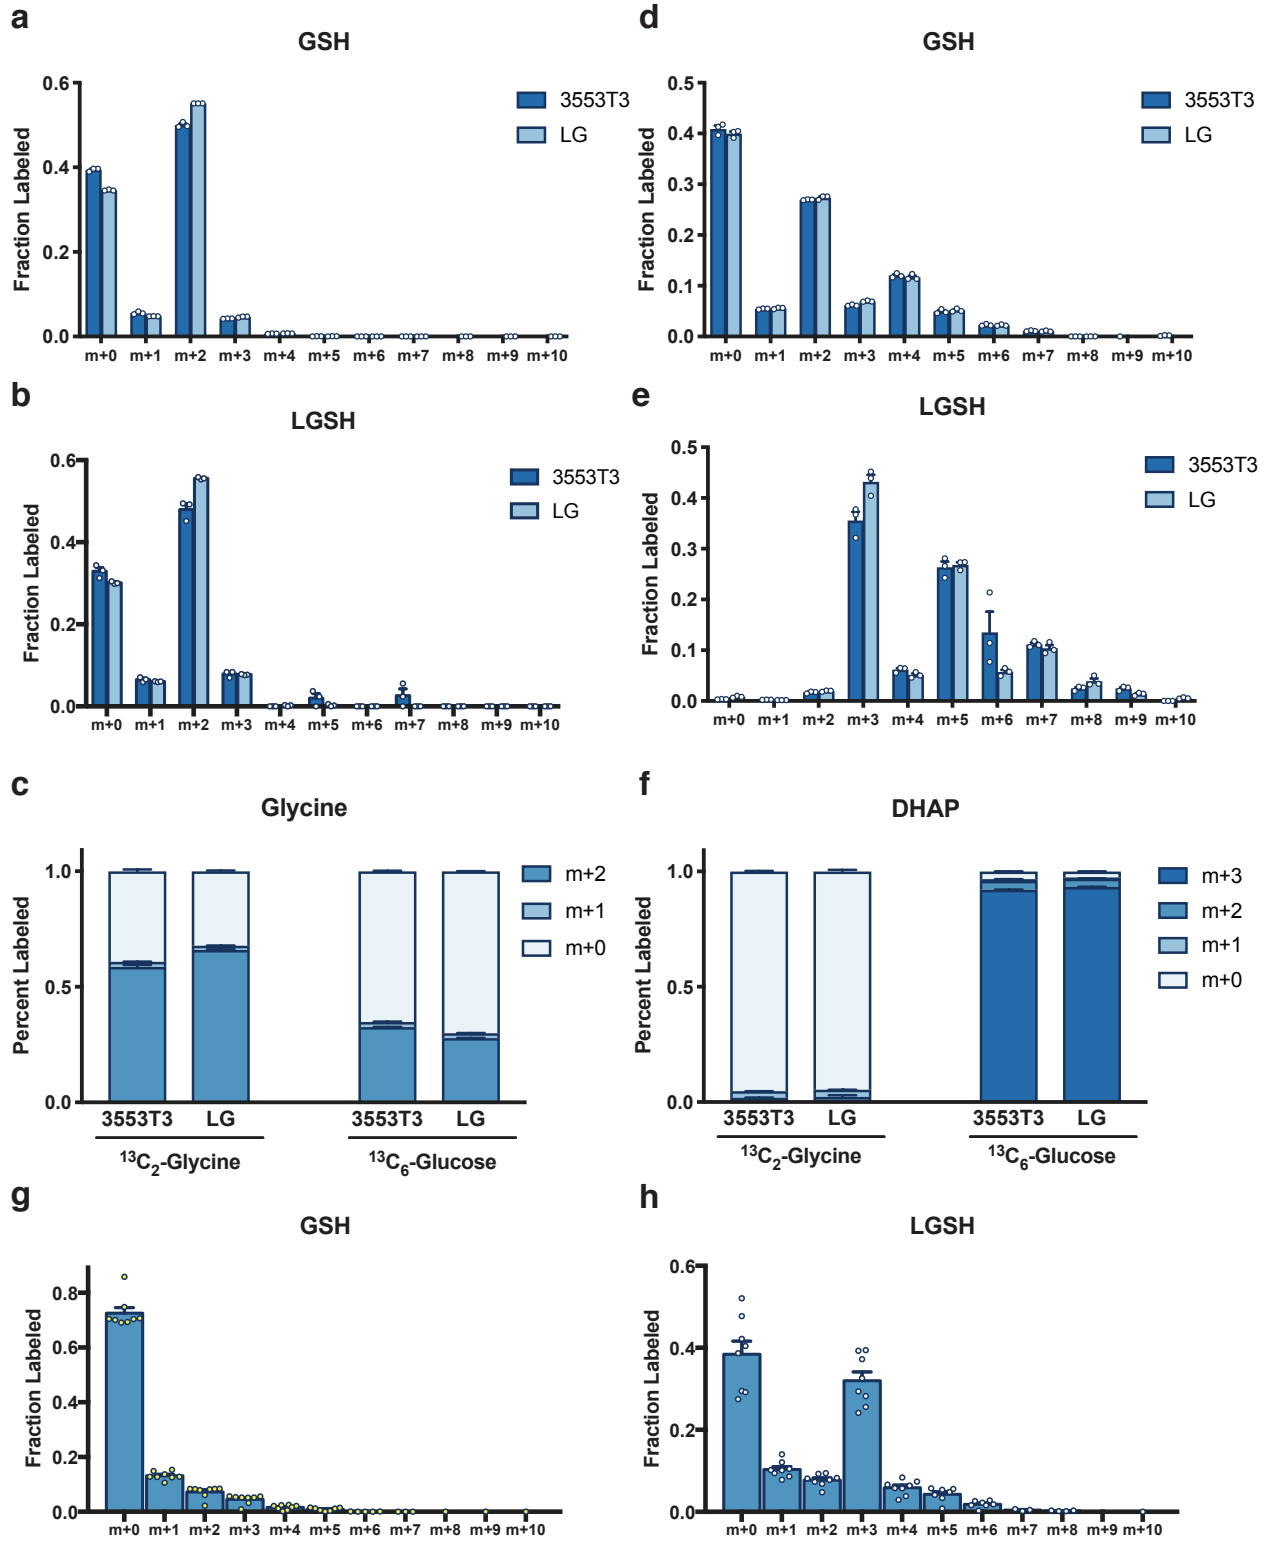 a
GSH
Fraction Labeled
0.6
0.4
0.2
0.0
m+0 m+1 m+2 m+3 m+4 m+5 m+6 m+7 m+8 m+9 m+10
3553T3
LG
d
GSH
Fraction Labeled
0.5
0.4
0.3
0.2
0.1
0.0
m+0 m+1 m+2 m+3 m+4 m+5 m+6 m+7 m+8 m+9 m+10
3553T3
LG
b
LGSH
Fraction Labeled
0.6
0.4
0.2
0.0
m+0 m+1 m+2 m+3 m+4 m+5 m+6 m+7 m+8 m+9 m+10
3553T3
LG
e
LGSH
Fraction Labeled
0.5
0.4
0.3
0.2
0.1
0.0
m+0 m+1 m+2 m+3 m+4 m+5 m+6 m+7 m+8 m+9 m+10
3553T3
LG
c
Glycine
Percent Labeled
1.0
0.5
0.0
3553T3 LG 3553T3 LG
¹³C₂-Glycine ¹³C₆-Glucose
m+2
m+1
m+0
f
DHAP
Percent Labeled
1.0
0.5
0.0
3553T3 LG 3553T3 LG
¹³C₂-Glycine ¹³C₆-Glucose
m+3
m+2
m+1
m+0
g
GSH
Fraction Labeled
0.8
0.6
0.4
0.2
0.0
m+0 m+1 m+2 m+3 m+4 m+5 m+6 m+7 m+8 m+9 m+10
h
LGSH
Fraction Labeled
0.6
0.4
0.2
0.0
m+0 m+1 m+2 m+3 m+4 m+5 m+6 m+7 m+8 m+9 m+10